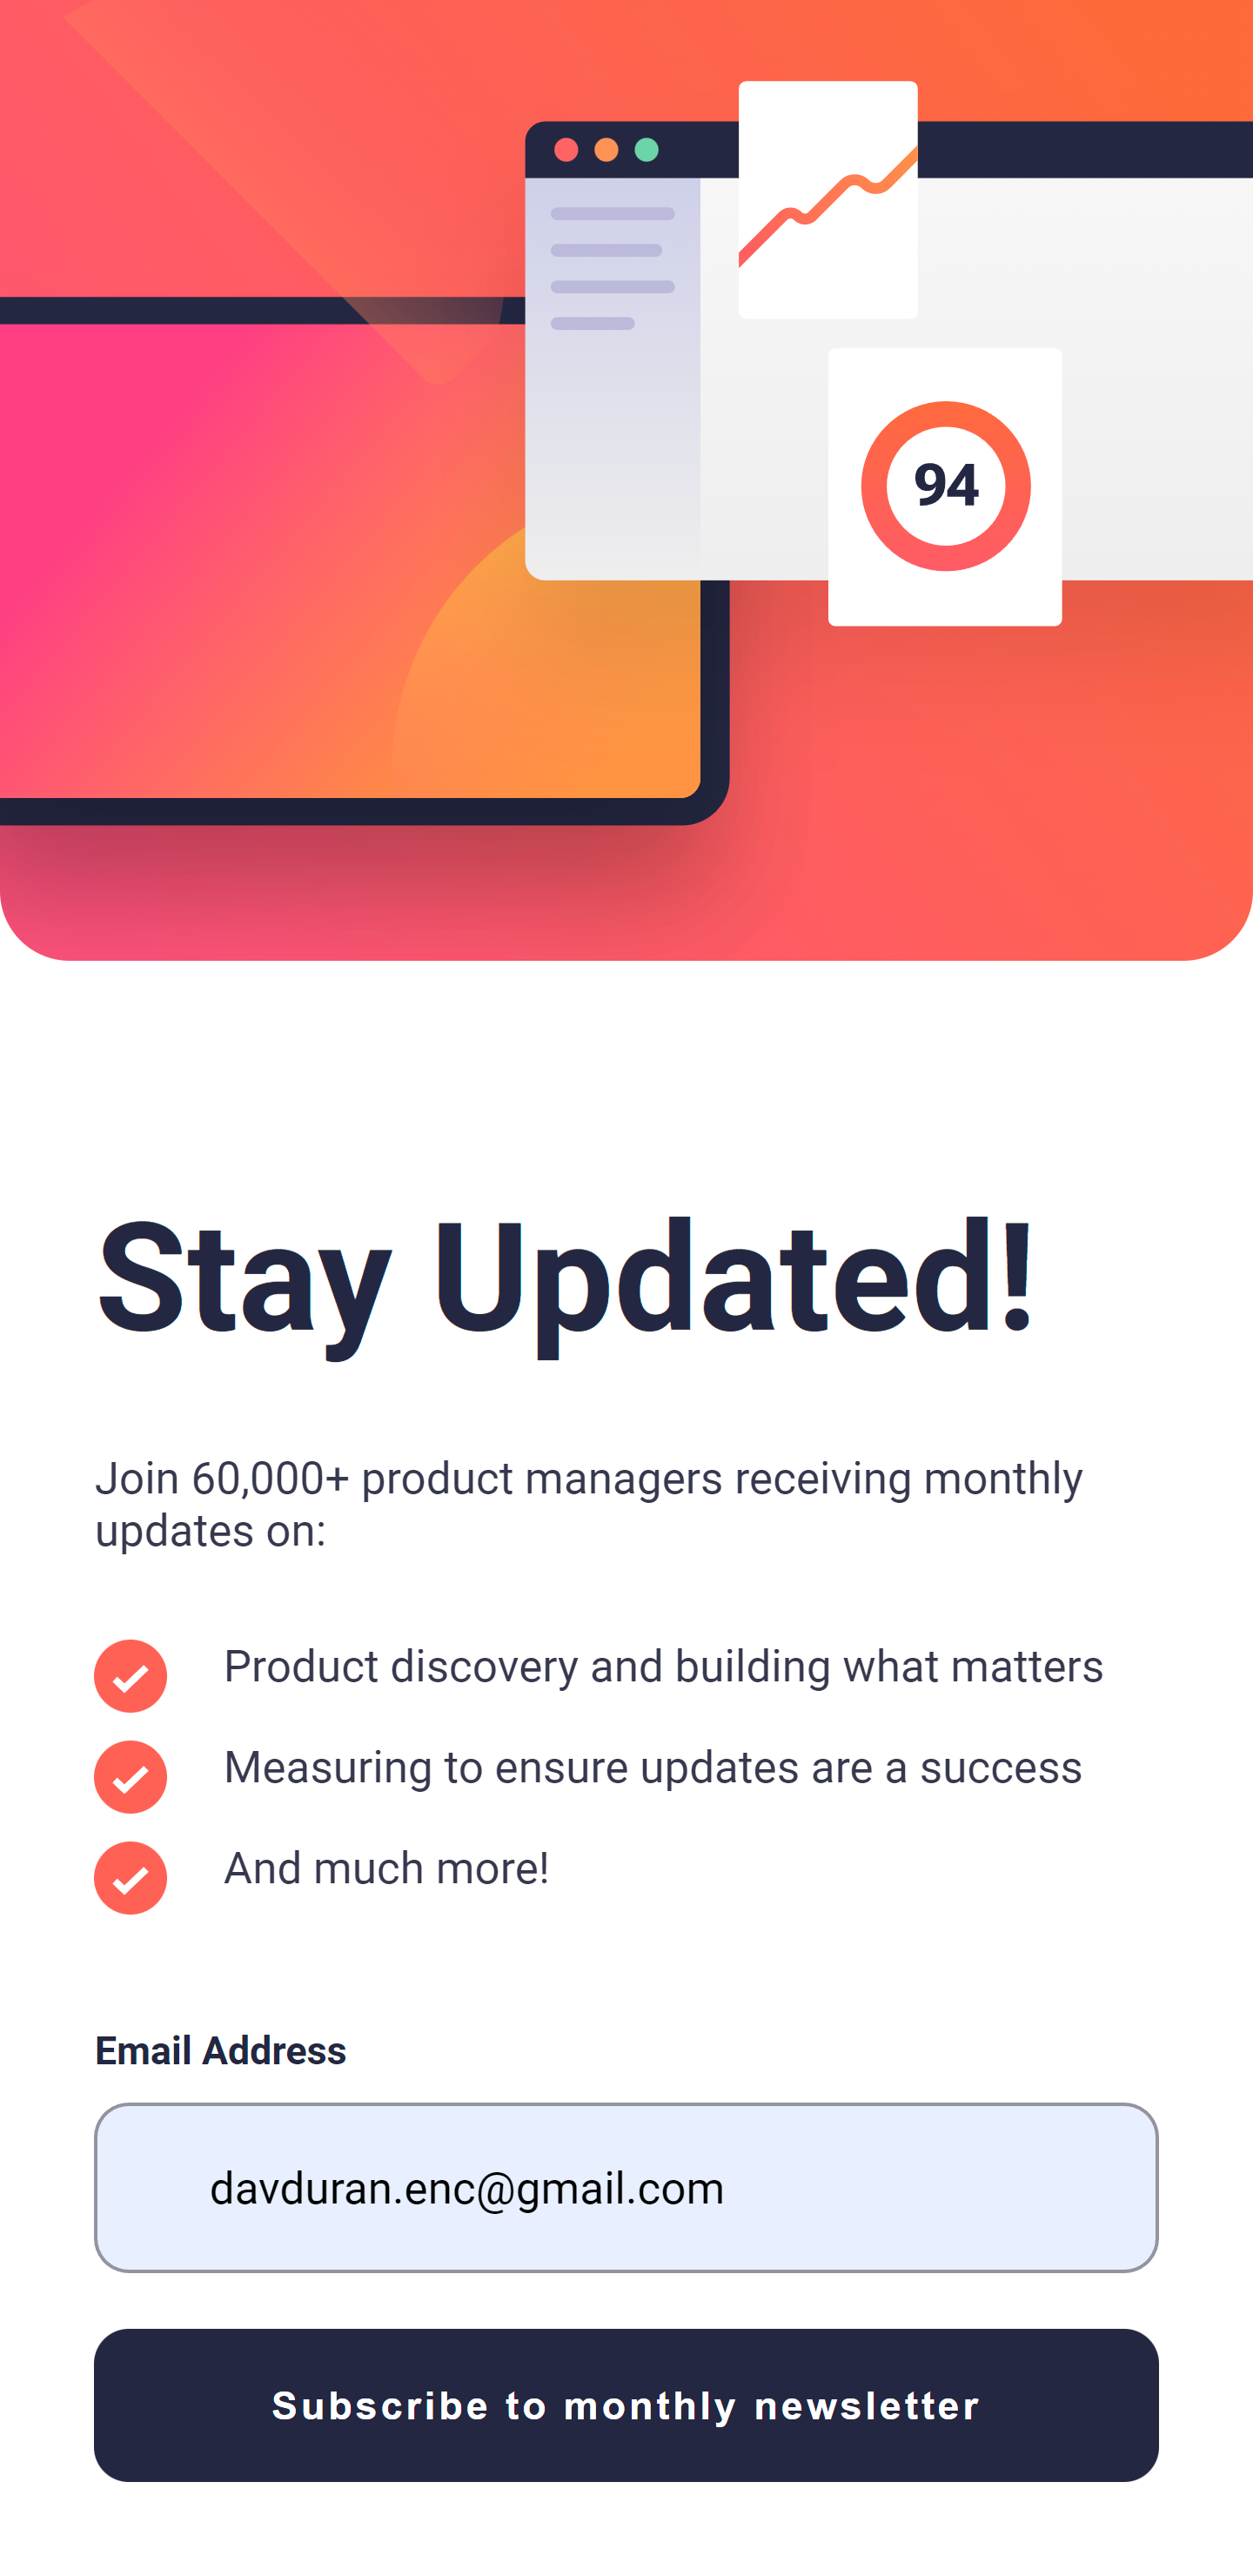 94
Stay Updated!
Join 60,000+ product managers receiving monthly
updates on:
Product discovery and building what matters
Measuring to ensure updates are a success
And much more!
Email Address
davduran.enc@gmail.com
Subscribe to monthly newsletter